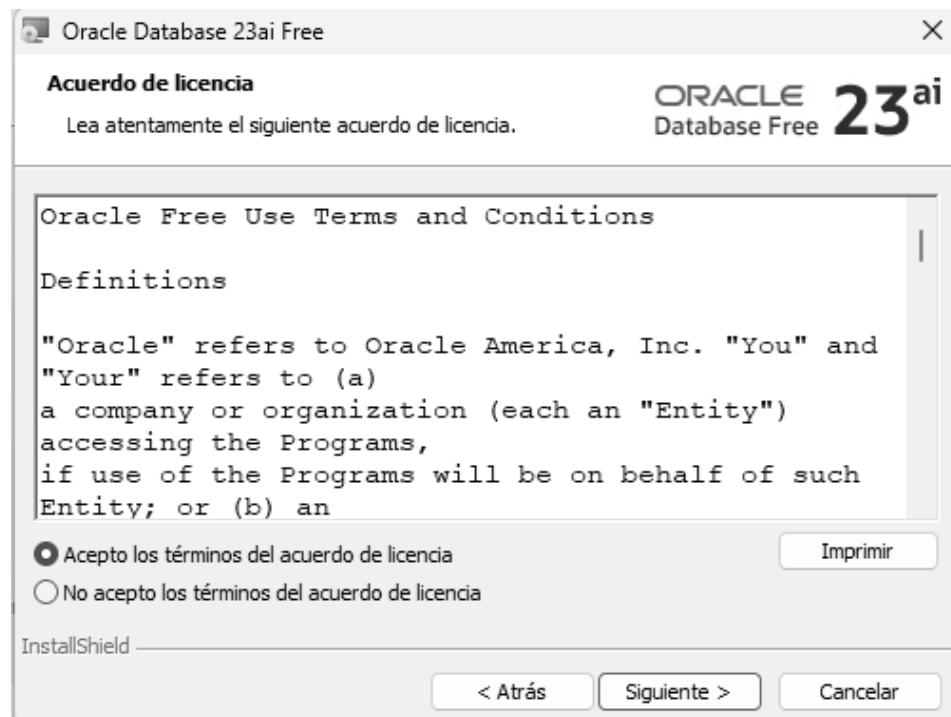 Oracle Database 23ai Free
Acuerdo de licencia
Lea atentamente el siguiente acuerdo de licencia.
ORACLE
Database Free 23ai
Oracle Free Use Terms and Conditions
Definitions
"Oracle" refers to Oracle America, Inc. "You" and
"Your" refers to (a)
a company or organization (each an "Entity")
accessing the Programs,
if use of the Programs will be on behalf of such
Entity; or (b) an
Acepto los términos del acuerdo de licencia
Imprimir
No acepto los términos del acuerdo de licencia
InstallShield
< Atrás
Siguiente >
Cancelar